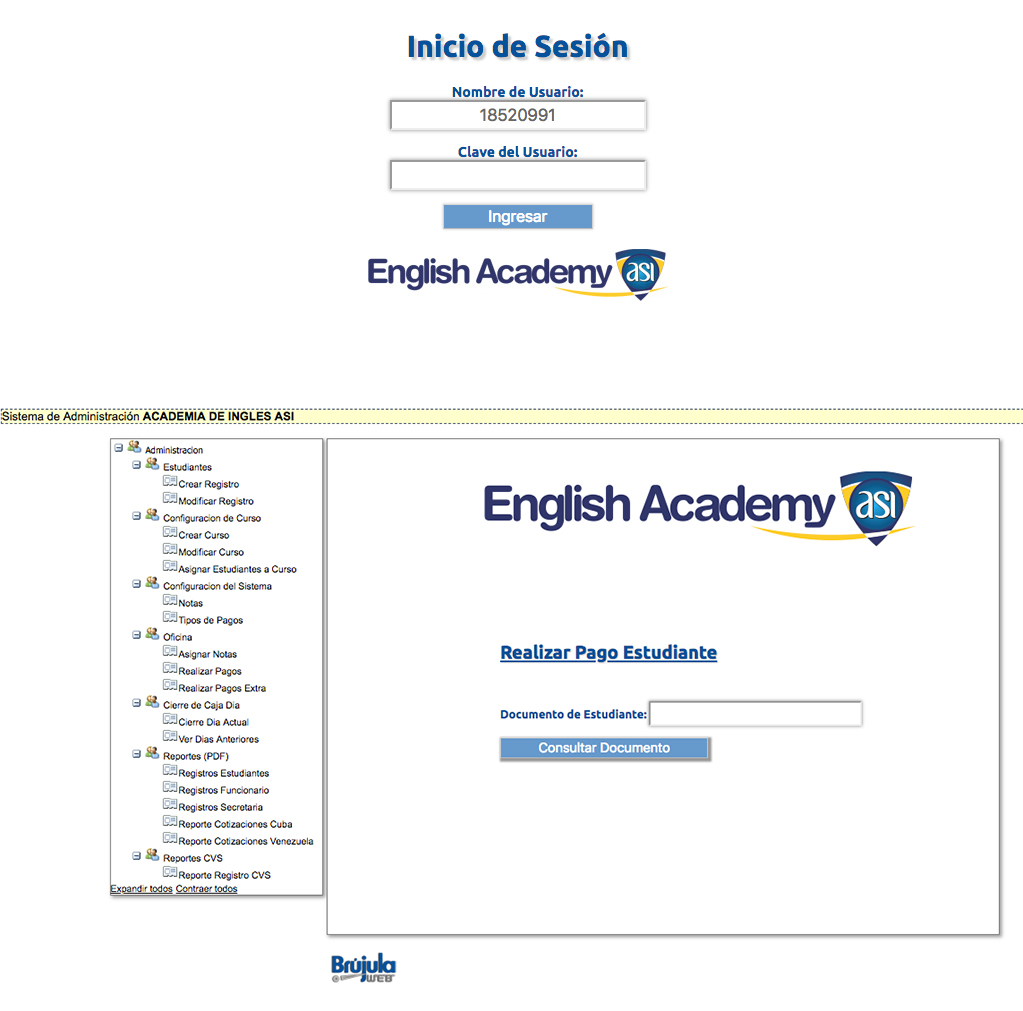 Inicio de Sesión
Nombre de Usuario:
18520991
Clave del Usuario:
Ingresar
English Academy asi
Sistema de Administración ACADEMIA DE INGLES ASI
Administracion
Estudiantes
Crear Registro
Modificar Registro
Configuracion de Curso
Crear Curso
Modificar Curso
Asignar Estudiantes a Curso
Configuracion del Sistema
Notas
Tipos de Pagos
Oficina
Asignar Notas
Realizar Pagos
Realizar Pagos Extra
Cierre de Caja Dia
Cierre Dia Actual
Ver Dias Anteriores
Reportes (PDF)
Registros Estudiantes
Registros Funcionario
Registros Secretaria
Reporte Cotizaciones Cuba
Reporte Cotizaciones Venezuela
Reportes CVS
Reporte Registro CVS
Expandir todos Contraer todos
English Academy asi
Realizar Pago Estudiante
Documento de Estudiante:
Consultar Documento
Brújula
WEB